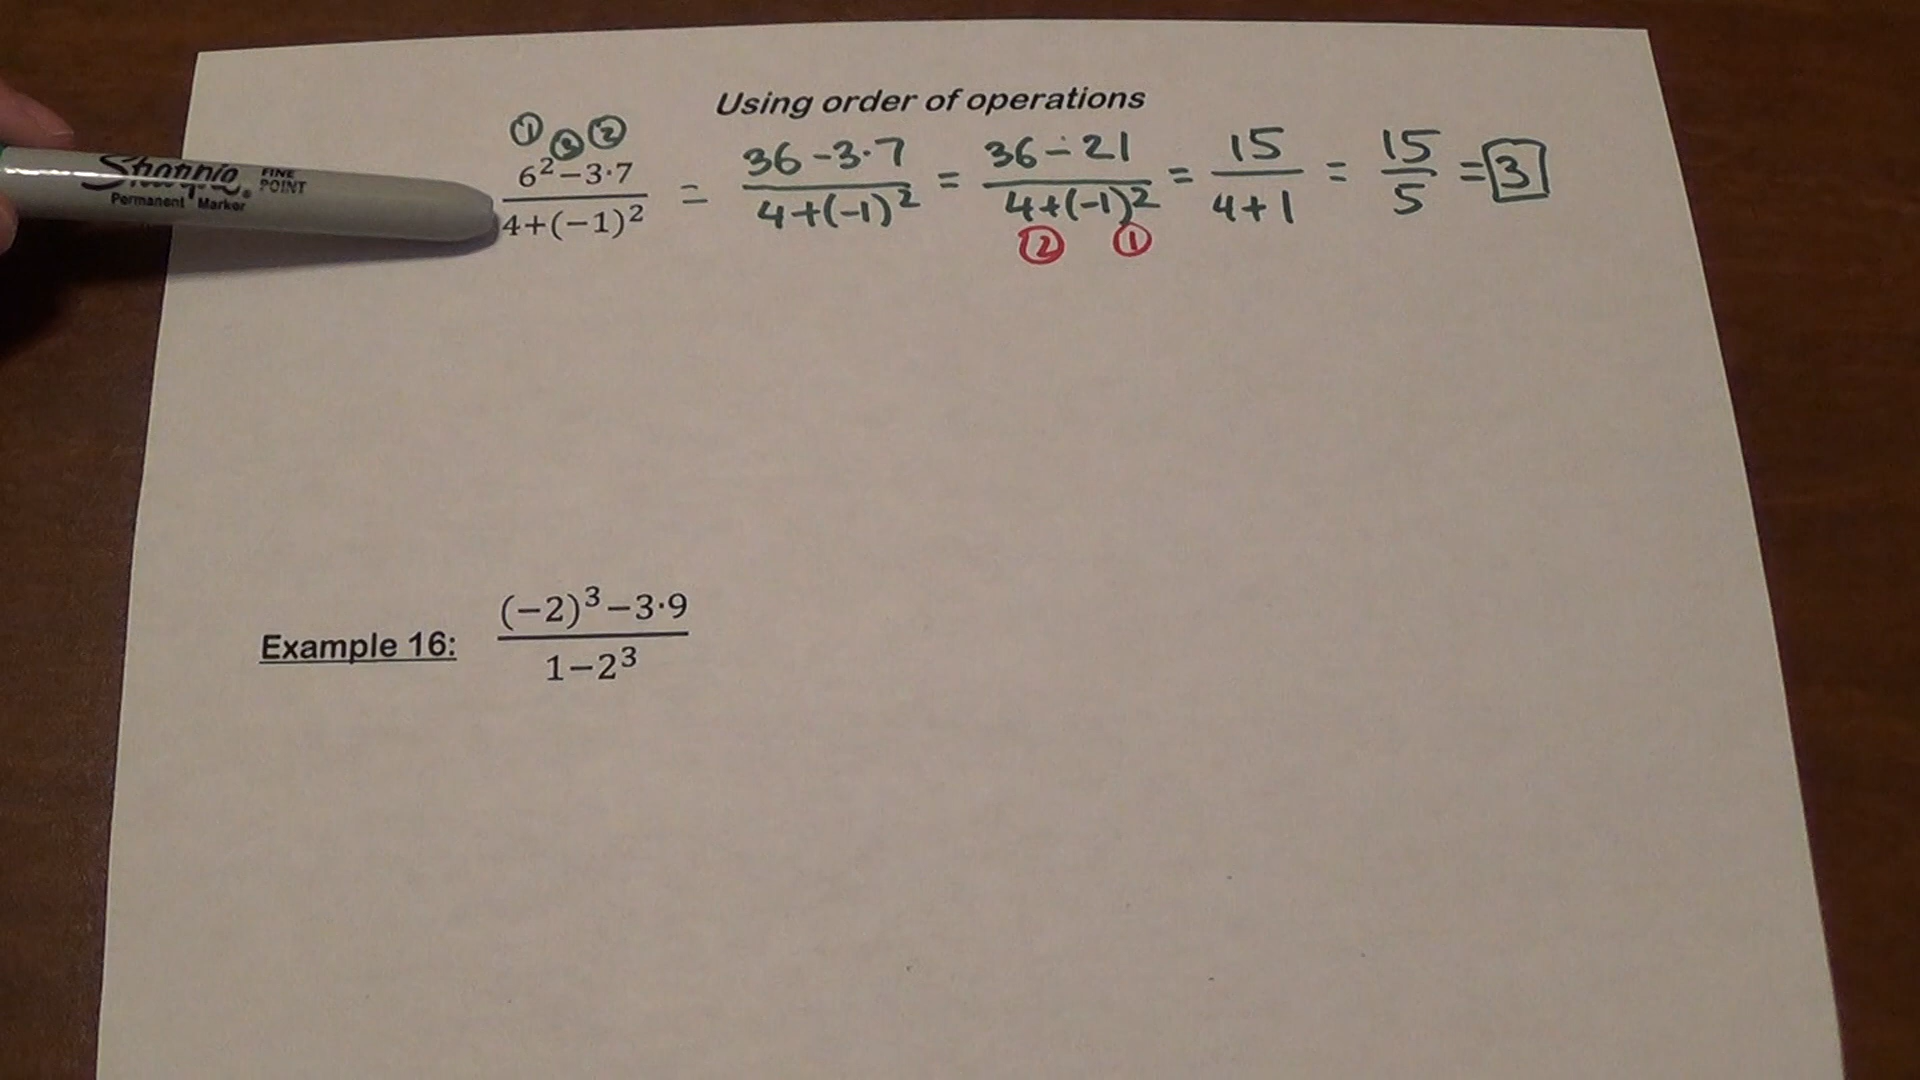 Using order of operations
① ③ ②
(6²−3·7)/(4+(−1)²) = (36−3·7)/(4+(−1)²) = (36−21)/(4+(−1)²) = 15/(4+1) = 15/5 = 3
② ①
Sharpie® FINE POINT
Permanent Marker
Example 16: ((−2)³−3·9)/(1−2³)